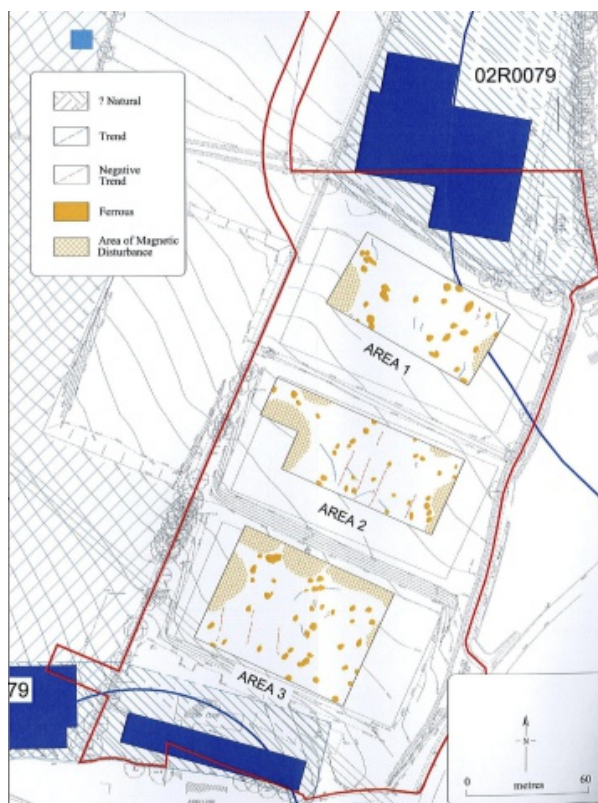 02R0079
? Natural
Trend
Negative
Trend
Ferrous
Area of Magnetic
Disturbance
AREA 1
AREA 2
AREA 3
79
N
0 60
metres